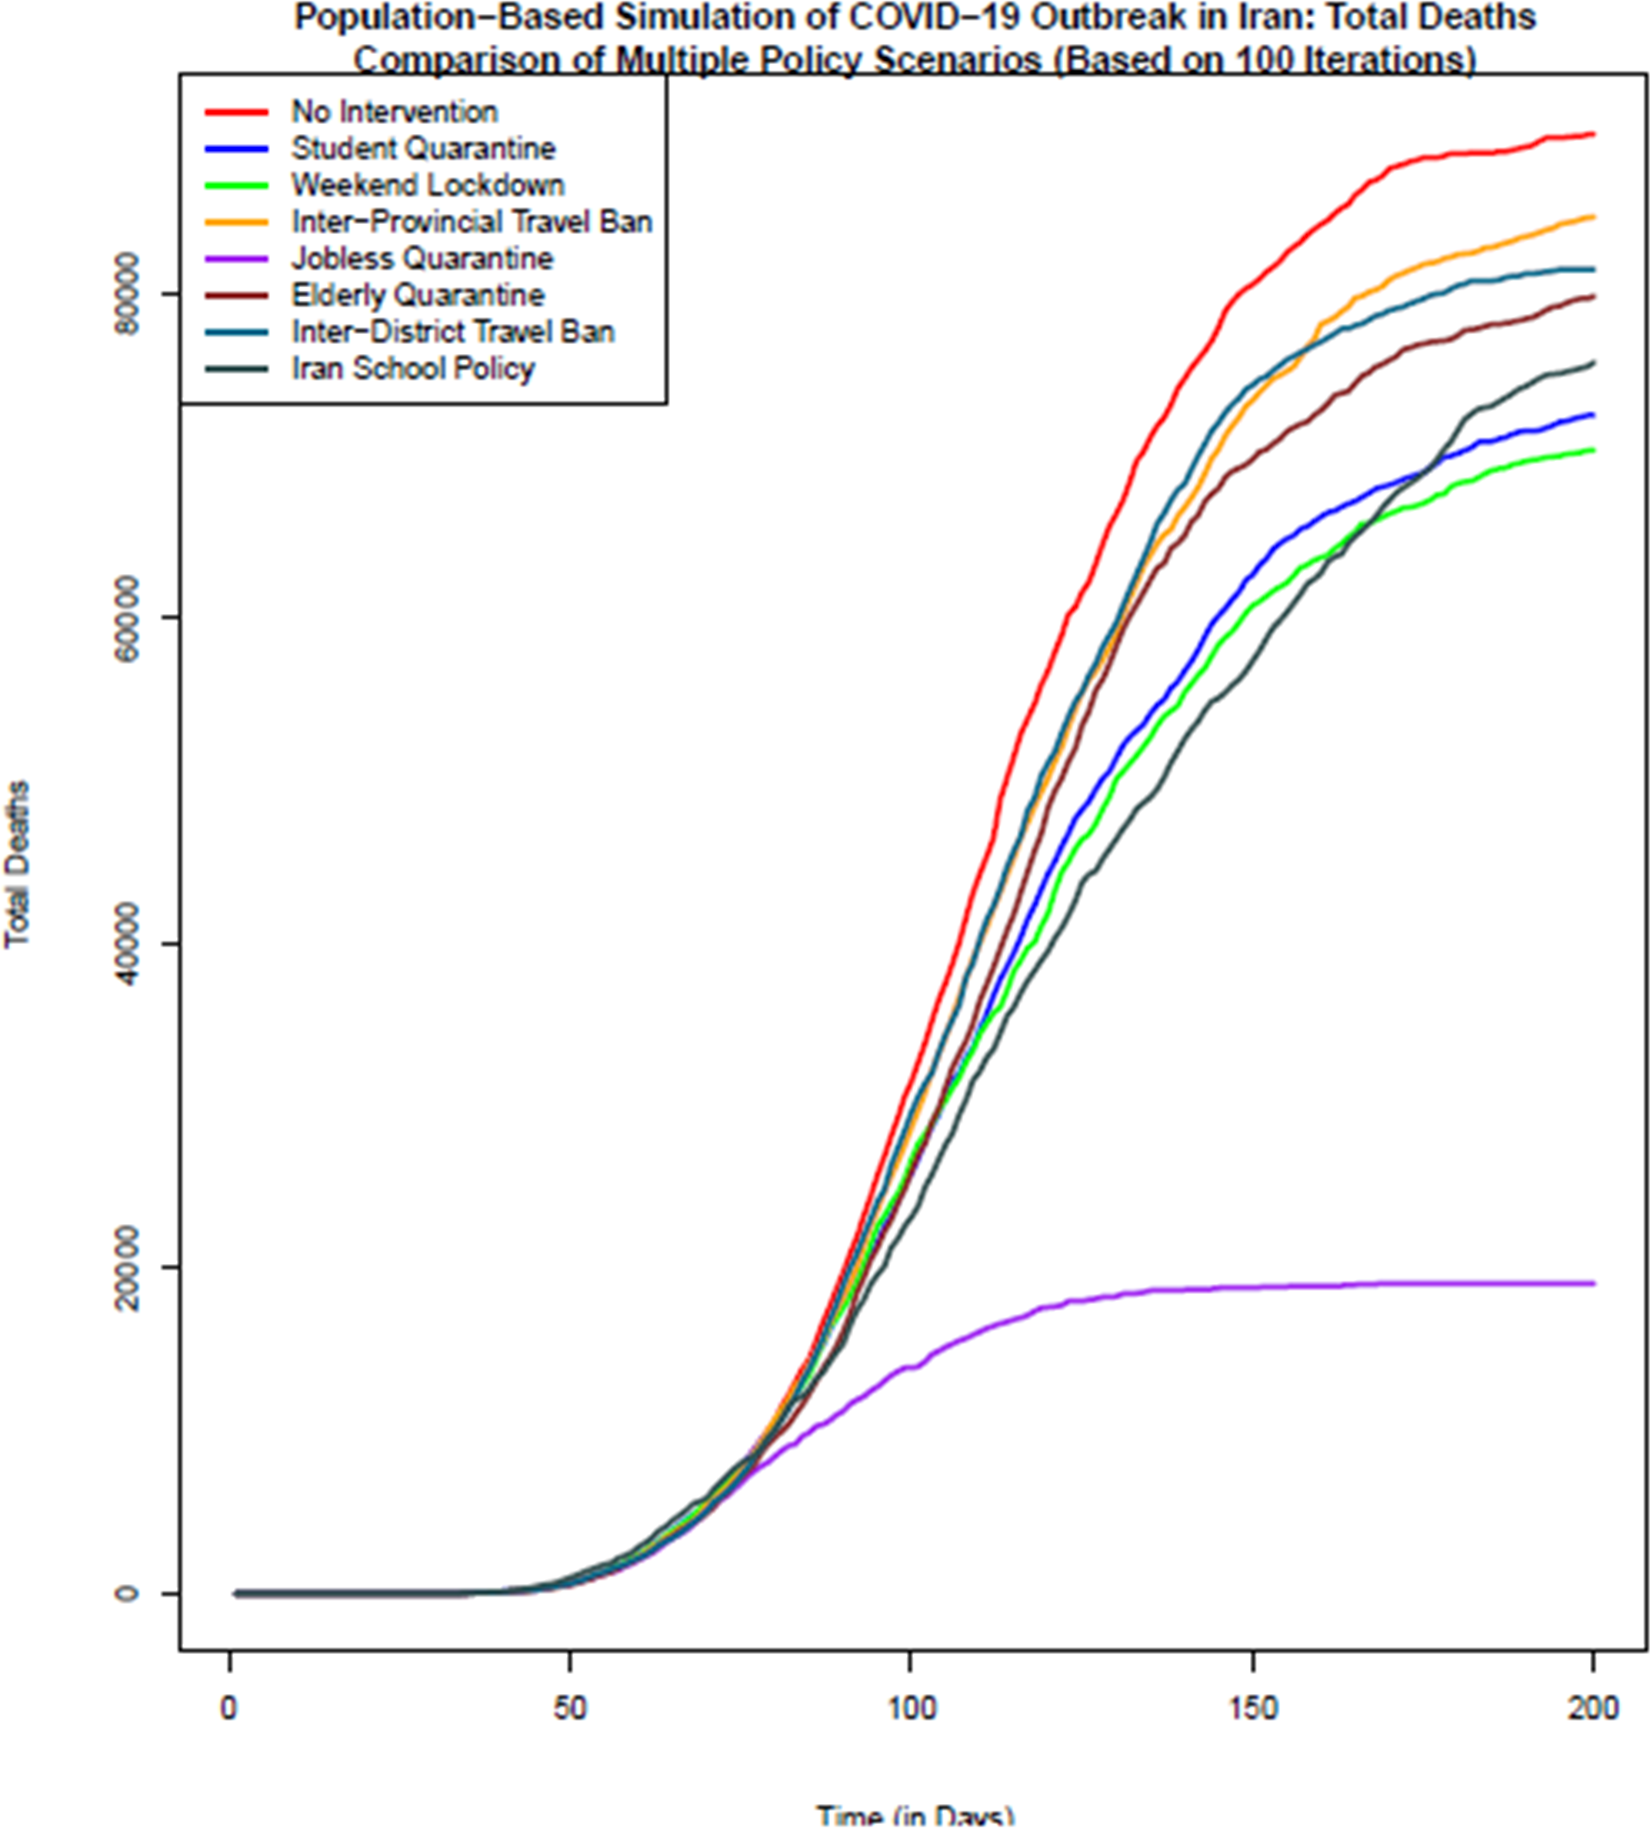 Population−Based Simulation of COVID−19 Outbreak in Iran: Total Deaths
Comparison of Multiple Policy Scenarios (Based on 100 Iterations)
No Intervention
Student Quarantine
Weekend Lockdown
Inter−Provincial Travel Ban
Jobless Quarantine
Elderly Quarantine
Inter−District Travel Ban
Iran School Policy
Total Deaths
80000
60000
40000
20000
0
0 50 100 150 200
Time (in Days)